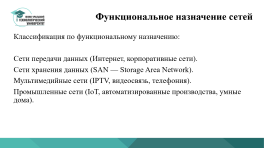 Функциональное назначение сетей
Классификация по функциональному назначению:
Сети передачи данных (Интернет, корпоративные сети).
Сети хранения данных (SAN — Storage Area Network).
Мультимедийные сети (IPTV, видеосвязь, телефония).
Промышленные сети (IoT, автоматизированные производства, умные
дома).